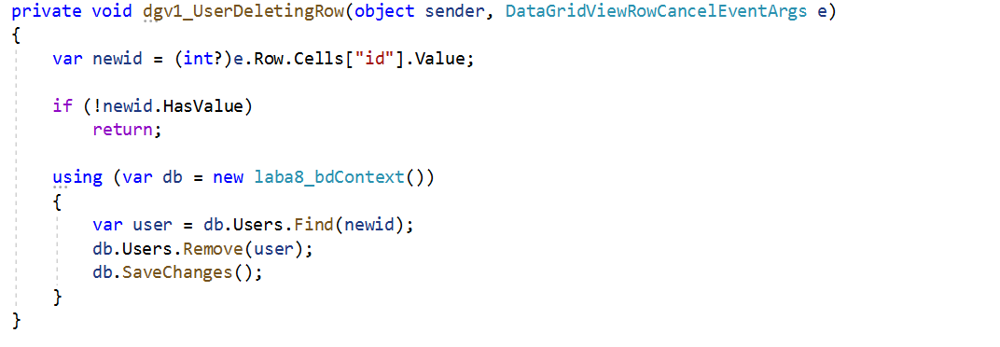 private void dgv1_UserDeletingRow(object sender, DataGridViewRowCancelEventArgs e)
{
    var newid = (int?)e.Row.Cells["id"].Value;

    if (!newid.HasValue)
        return;

    using (var db = new laba8_bdContext())
    {
        var user = db.Users.Find(newid);
        db.Users.Remove(user);
        db.SaveChanges();
    }
}